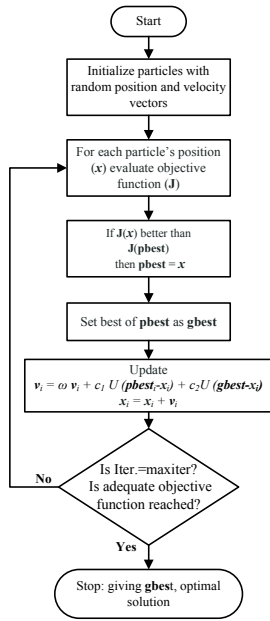 Start
Initialize particles with
random position and velocity
vectors
For each particle's position
(x) evaluate objective
function (J)
If J(x) better than
J(pbest)
then pbest = x
Set best of pbest as gbest
Update
vᵢ = ω vᵢ + c₁ U (pbestᵢ-xᵢ) + c₂U (gbest-xᵢ)
xᵢ = xᵢ + vᵢ
Is Iter.=maxiter?
Is adequate objective
function reached?
No
Yes
Stop: giving gbest, optimal
solution